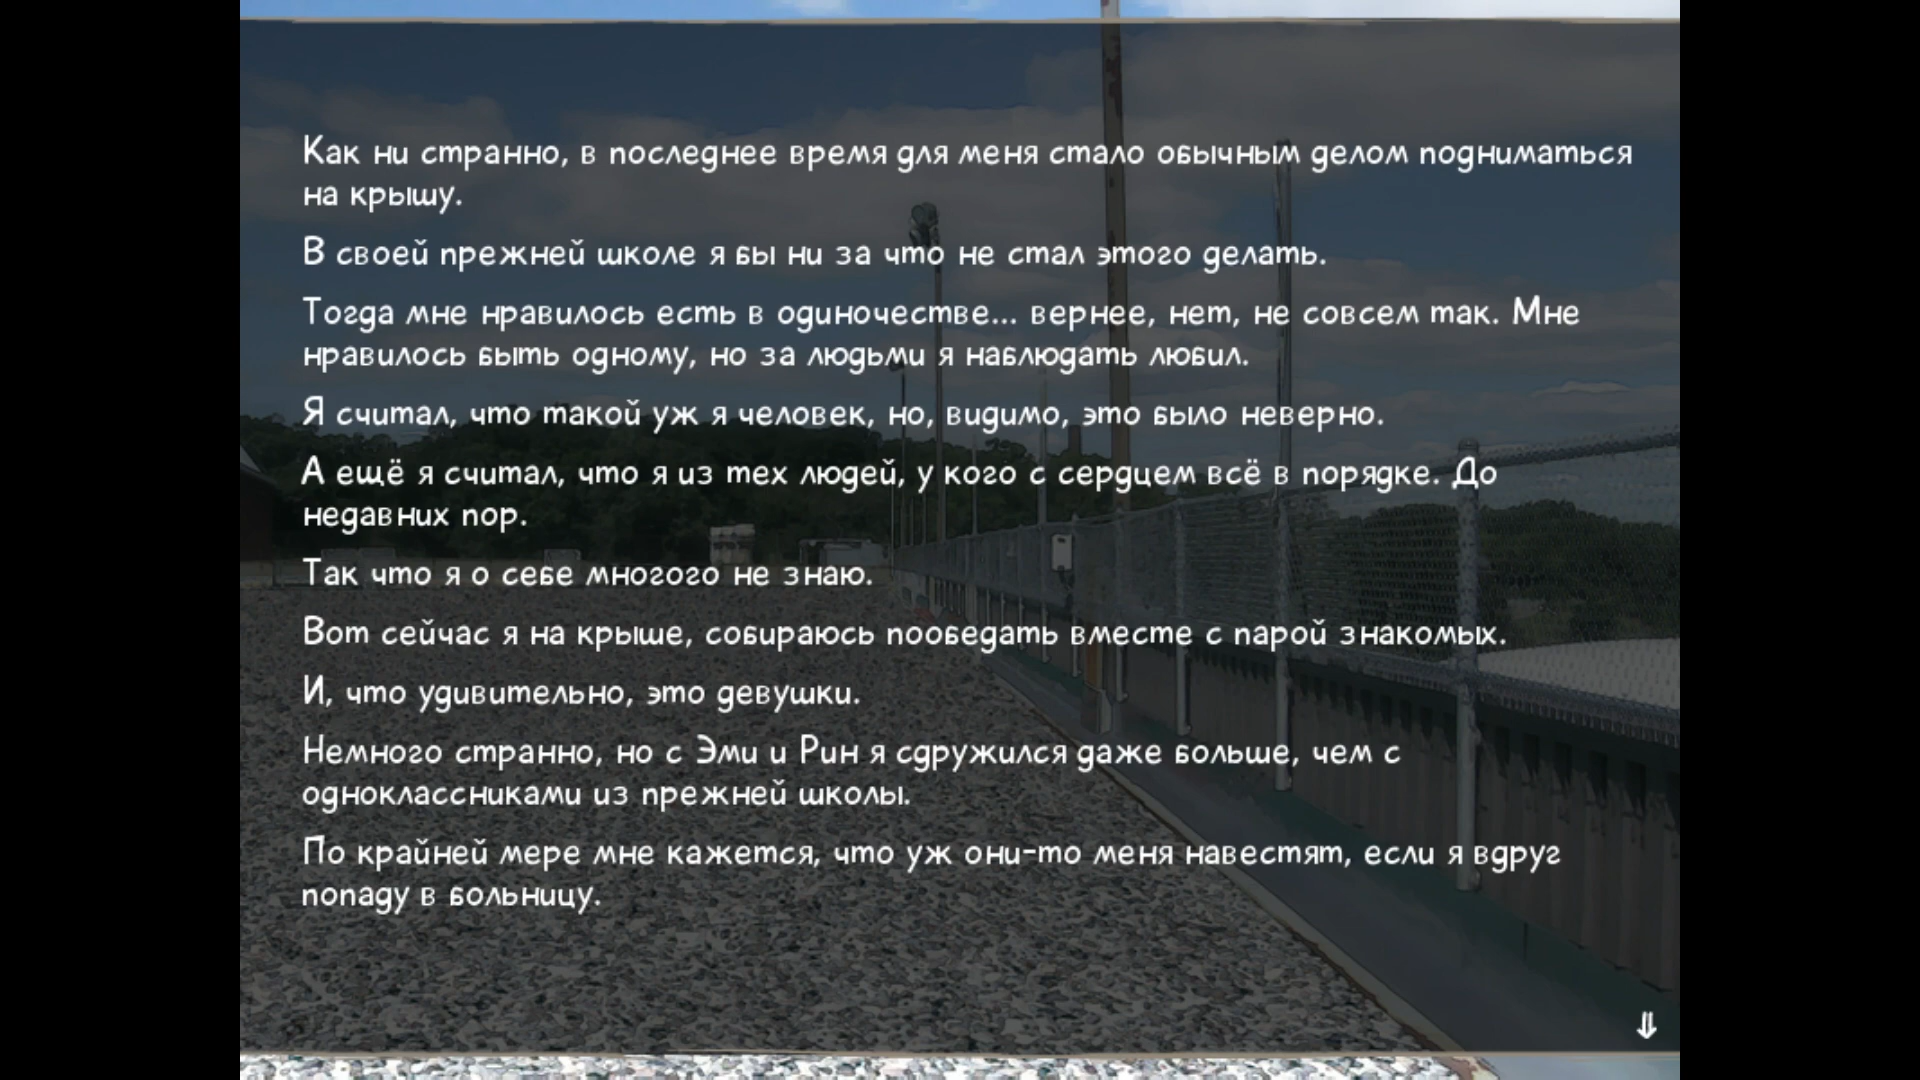 Как ни странно, в последнее время для меня стало обычным делом подниматься
на крышу.
В своей прежней школе я бы ни за что не стал этого делать.
Тогда мне нравилось есть в одиночестве... вернее, нет, не совсем так. Мне
нравилось быть одному, но за людьми я наблюдать любил.
Я считал, что такой уж я человек, но, видимо, это было неверно.
А ещё я считал, что я из тех людей, у кого с сердцем всё в порядке. До
недавних пор.
Так что я о себе многого не знаю.
Вот сейчас я на крыше, собираюсь пообедать вместе с парой знакомых.
И, что удивительно, это девушки.
Немного странно, но с Эми и Рин я сдружился даже больше, чем с
одноклассниками из прежней школы.
По крайней мере мне кажется, что уж они-то меня навестят, если я вдруг
попаду в больницу.